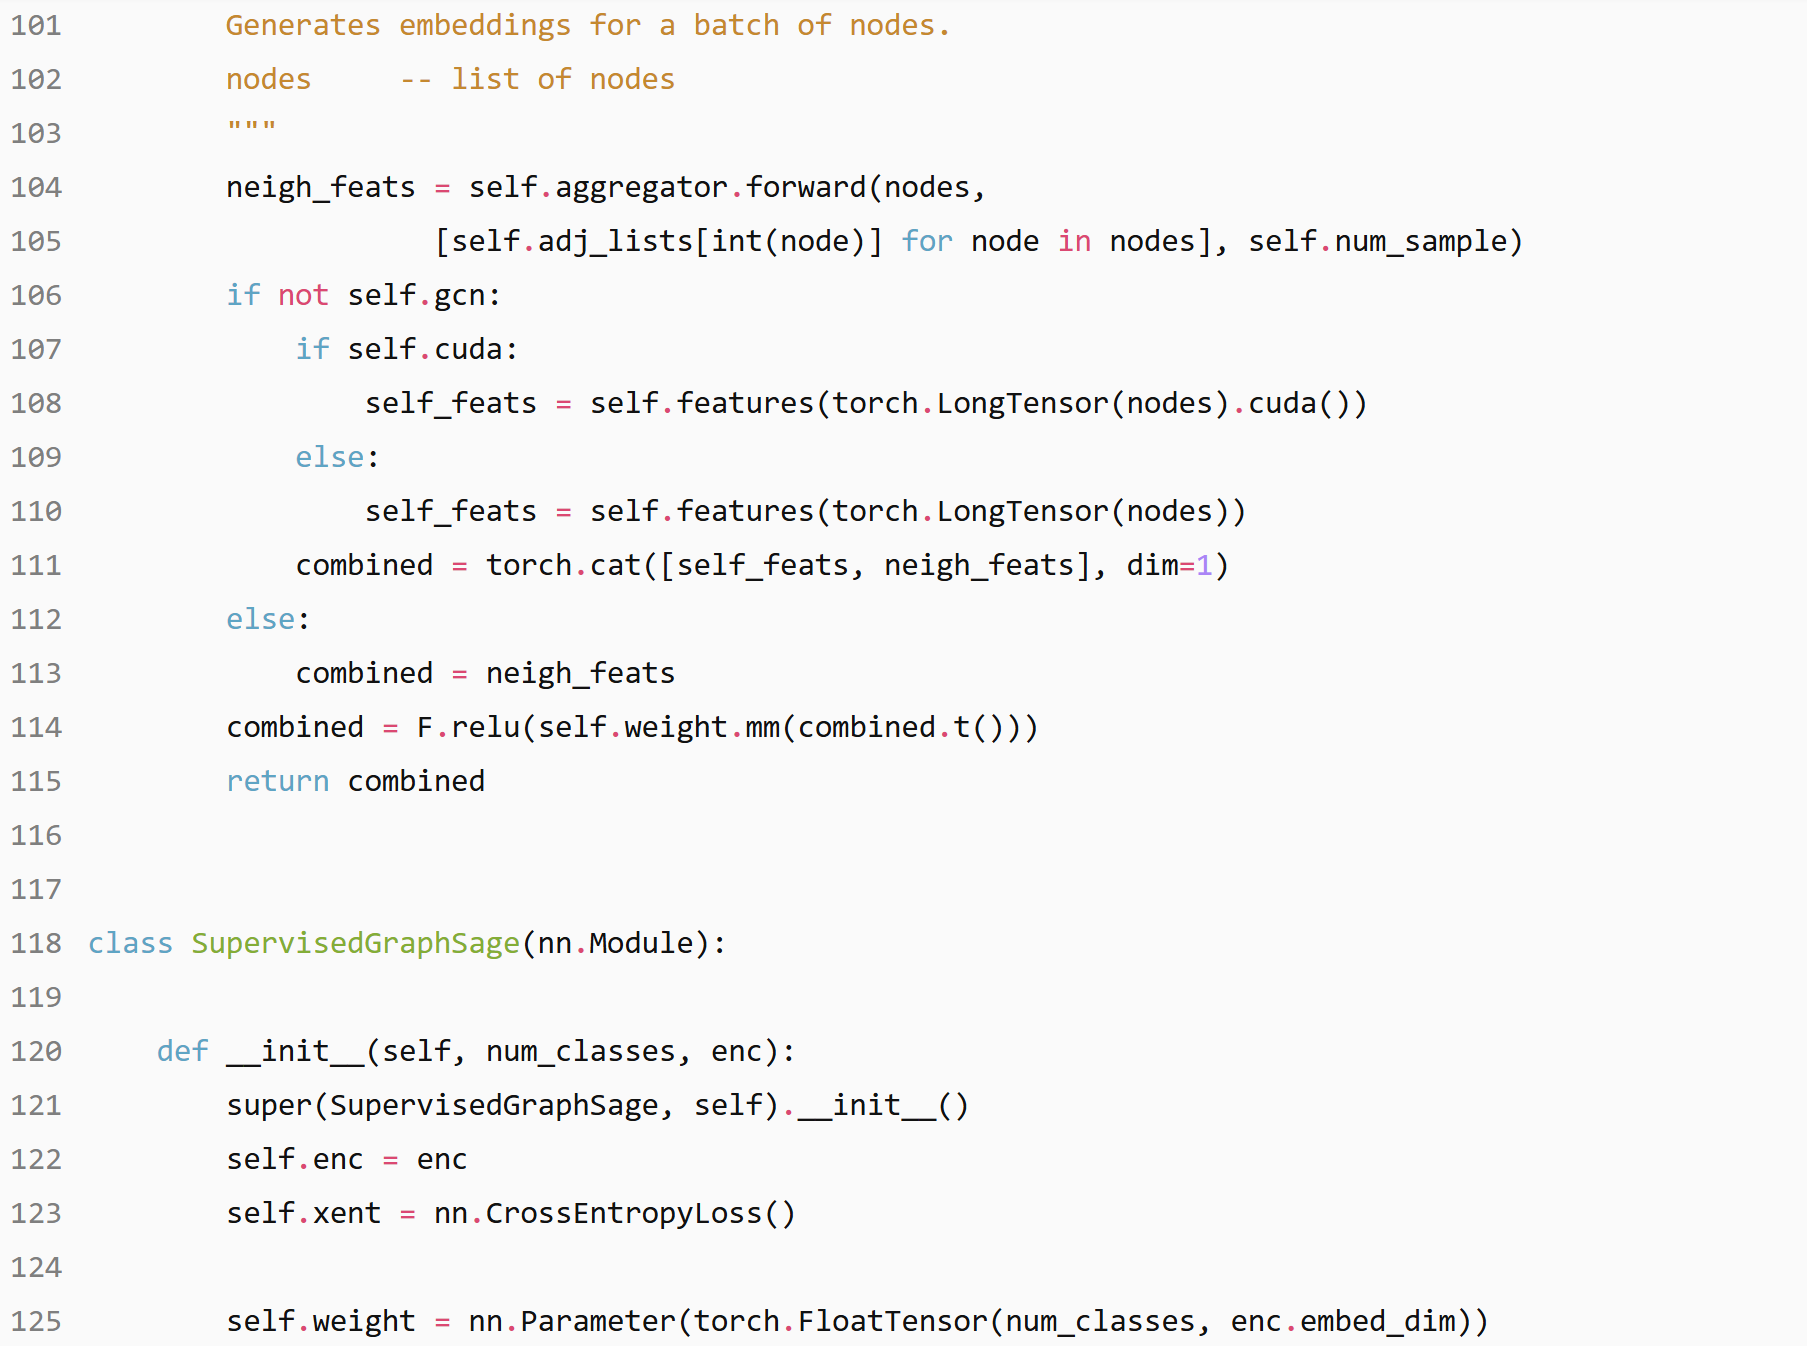 101 Generates embeddings for a batch of nodes.
102 nodes     -- list of nodes
103 """
104 neigh_feats = self.aggregator.forward(nodes,
105 [self.adj_lists[int(node)] for node in nodes], self.num_sample)
106 if not self.gcn:
107 if self.cuda:
108 self_feats = self.features(torch.LongTensor(nodes).cuda())
109 else:
110 self_feats = self.features(torch.LongTensor(nodes))
111 combined = torch.cat([self_feats, neigh_feats], dim=1)
112 else:
113 combined = neigh_feats
114 combined = F.relu(self.weight.mm(combined.t()))
115 return combined
116
117
118 class SupervisedGraphSage(nn.Module):
119
120 def __init__(self, num_classes, enc):
121 super(SupervisedGraphSage, self).__init__()
122 self.enc = enc
123 self.xent = nn.CrossEntropyLoss()
124
125 self.weight = nn.Parameter(torch.FloatTensor(num_classes, enc.embed_dim))